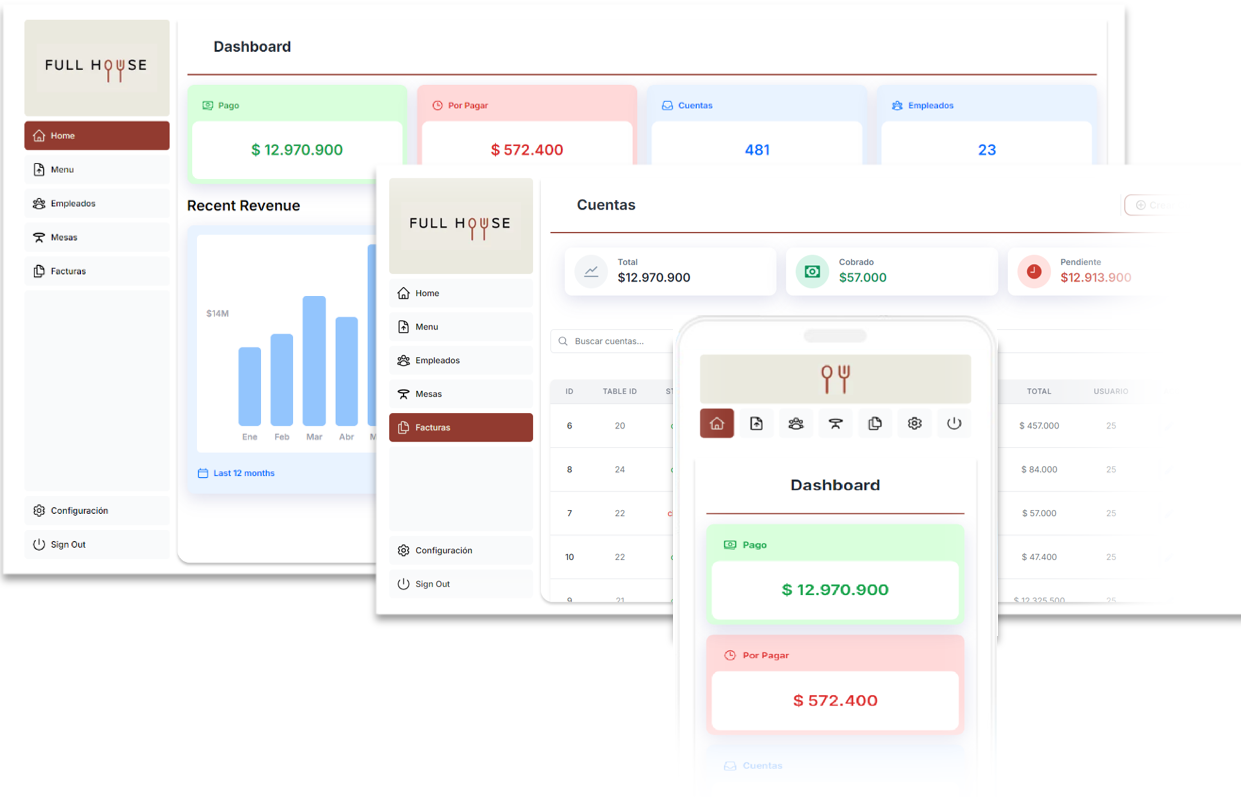 FULL HOUSE
Dashboard
Pago
Por Pagar
Cuentas
Empleados
$ 12.970.900
$ 572.400
481
23
Home
Menu
Empleados
Mesas
Facturas
Configuración
Sign Out
Recent Revenue
$14M
Ene Feb Mar Abr M
Last 12 months
FULL HOUSE
Home
Menu
Empleados
Mesas
Facturas
Configuración
Sign Out
Cuentas
Total
$12.970.900
Cobrado
$57.000
Pendiente
$12.913.900
Buscar cuentas...
ID TABLE ID ST TOTAL USUARIO
6 20 $ 457.000 25
8 24 $ 84.000 25
7 22 $ 57.000 25
10 22 $ 47.400 25
9 21 $ 12.325.500 25
Dashboard
Pago
$ 12.970.900
Por Pagar
$ 572.400
Cuentas